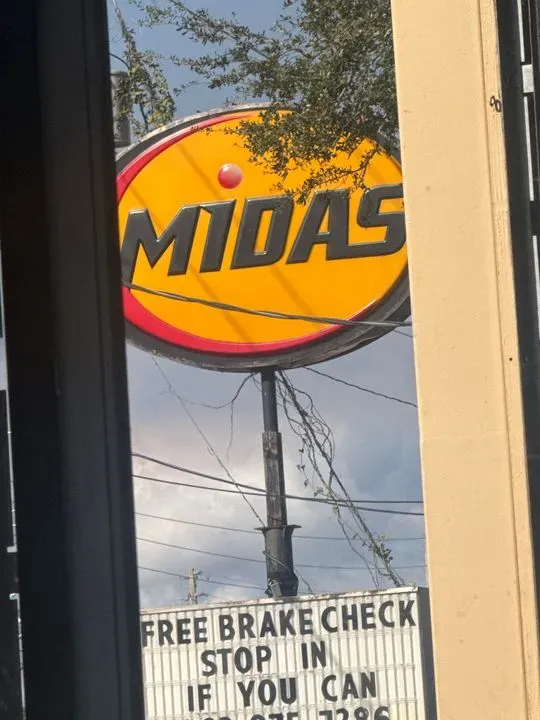 MIDAS
FREE BRAKE CHECK
STOP IN
IF YOU CAN